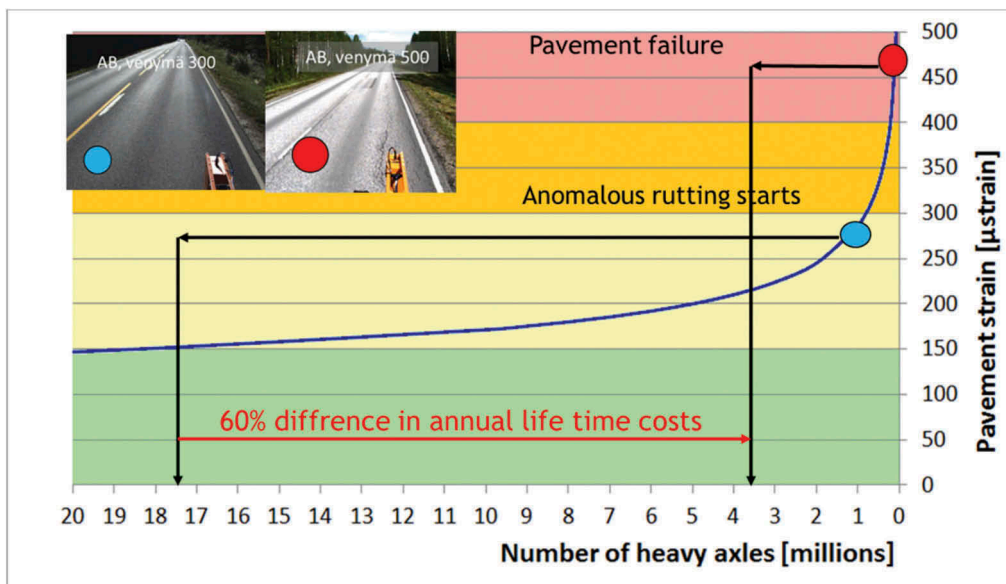 AB, venymä 300
AB, venymä 500
Pavement failure
Anomalous rutting starts
60% diffrence in annual life time costs
500
450
400
350
300
250
200
150
100
50
0
Pavement strain [µstrain]
20 19 18 17 16 15 14 13 12 11 10 9 8 7 6 5 4 3 2 1 0
Number of heavy axles [millions]